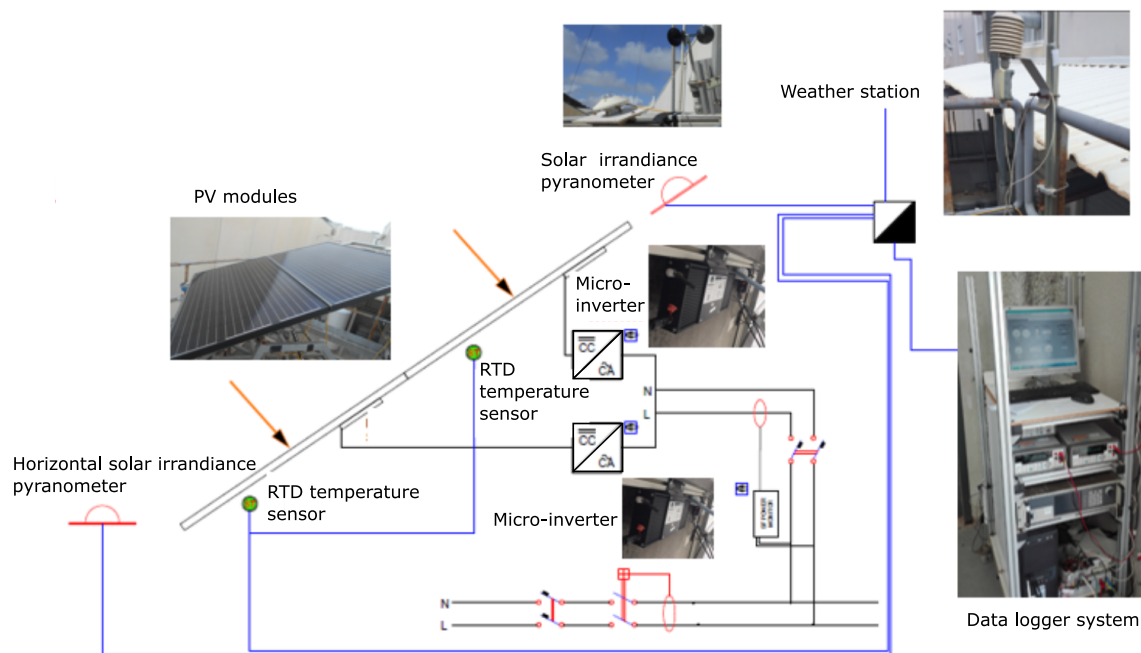 Weather station
Solar irrandiance
pyranometer
PV modules
Micro-
inverter
CC
CA
RTD
temperature
sensor
N
L
CC
CA
Horizontal solar irrandiance
pyranometer
RTD temperature
sensor
Micro-inverter
N
L
Data logger system